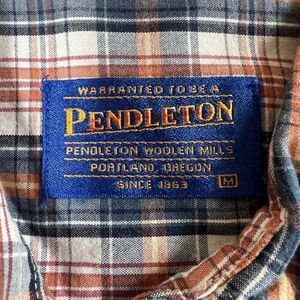 WARRANTED TO BE A
PENDLETON
PENDLETON WOOLEN MILLS
PORTLAND, OREGON
SINCE 1863 M